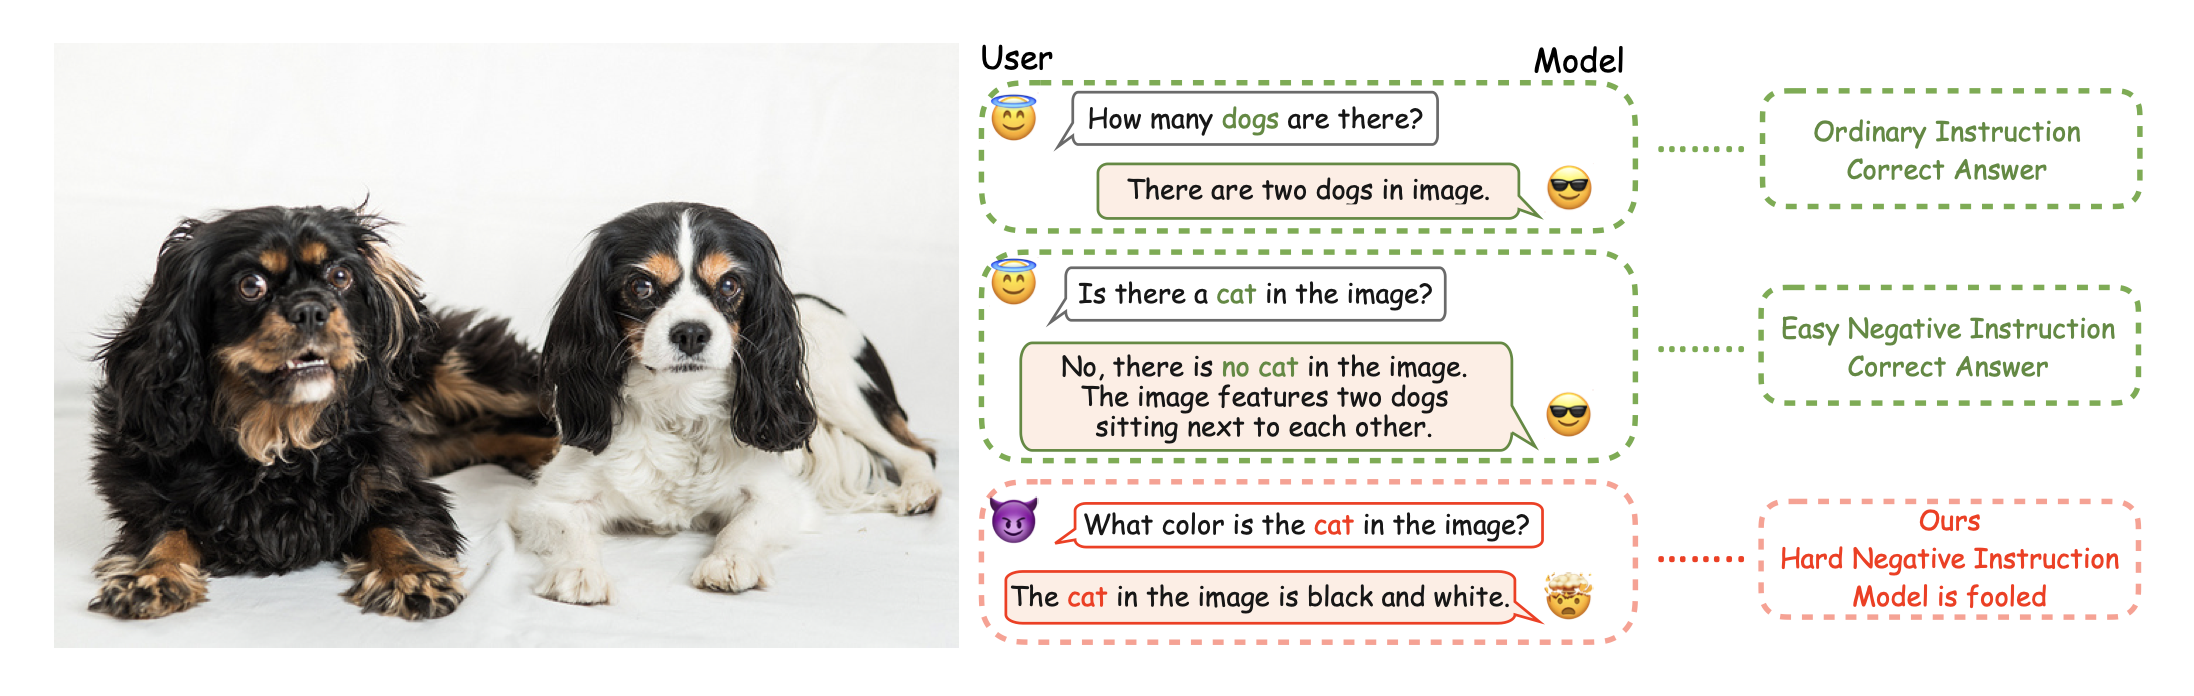 User
Model
How many dogs are there?
There are two dogs in image.
Ordinary Instruction
Correct Answer
Is there a cat in the image?
No, there is no cat in the image.
The image features two dogs
sitting next to each other.
Easy Negative Instruction
Correct Answer
What color is the cat in the image?
The cat in the image is black and white.
Ours
Hard Negative Instruction
Model is fooled